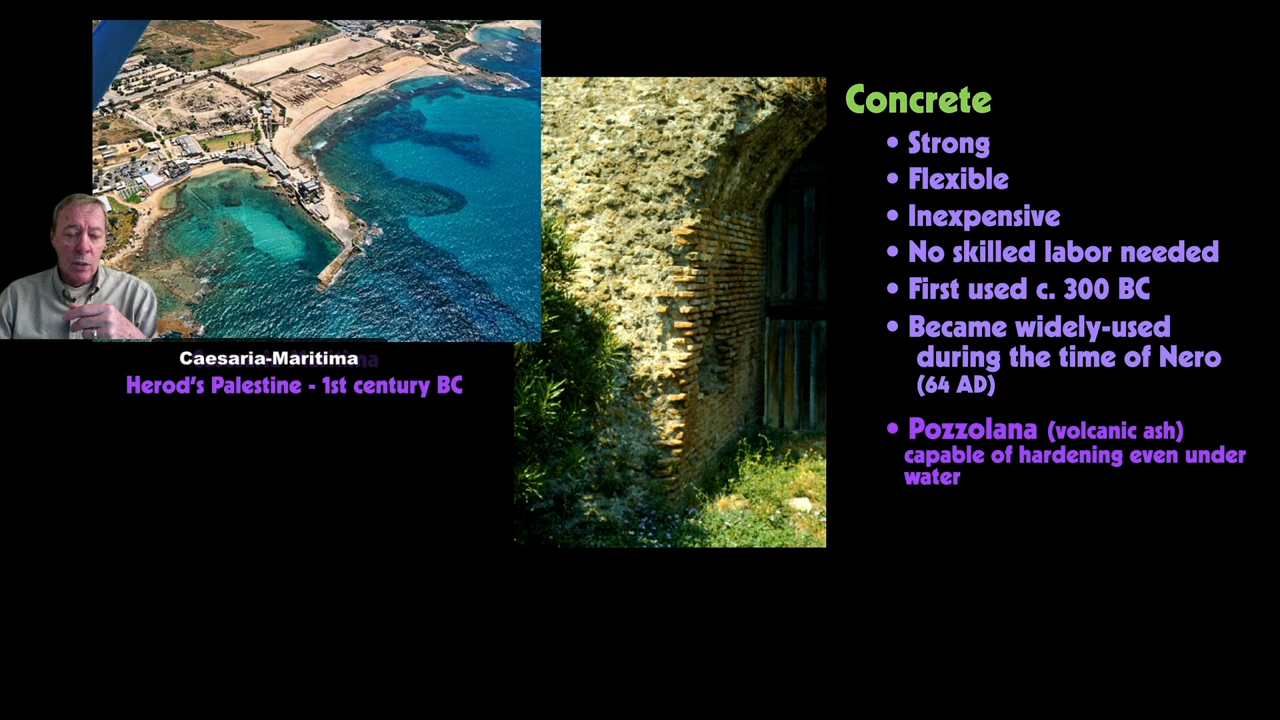 Caesaria-Maritima
Herod's Palestine - 1st century BC
Concrete
• Strong
• Flexible
• Inexpensive
• No skilled labor needed
• First used c. 300 BC
• Became widely-used
during the time of Nero
(64 AD)
• Pozzolana (volcanic ash)
capable of hardening even under
water